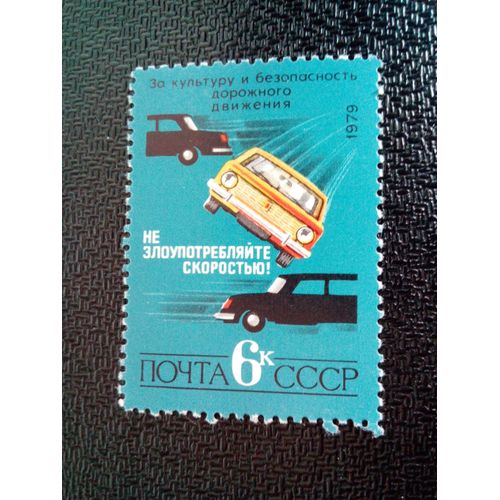 За культуру и безопасность
дорожного
движения
1979
НЕ
ЗЛОУПОТРЕБЛЯЙТЕ
СКОРОСТЬЮ!
ПОЧТА 6К СССР